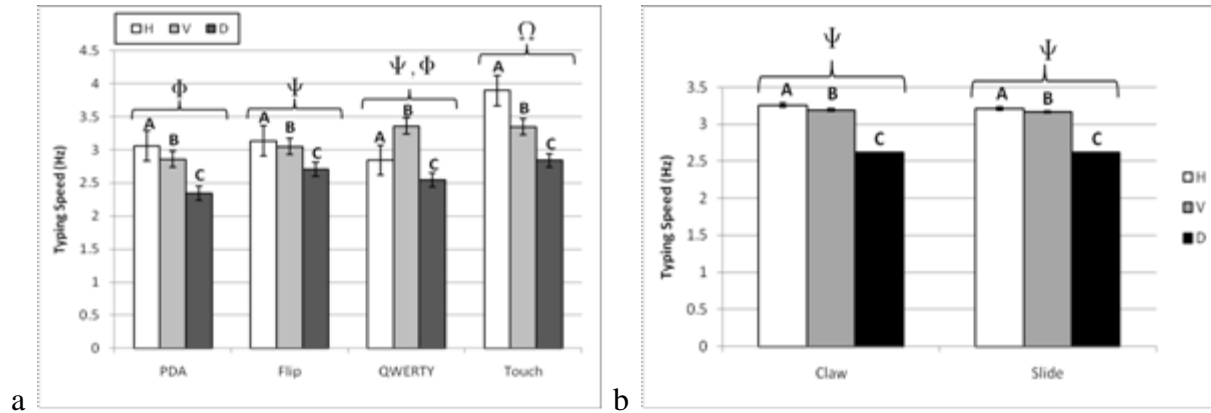 H V D
Typing Speed (Hz)
4.5
4
3.5
3
2.5
2
1.5
1
0.5
0
Φ
Ψ
Ψ , Φ
Ω
A B C
A B C
A B C
A B C
PDA Flip QWERTY Touch
a
Typing Speed (Hz)
3.5
3
2.5
2
1.5
1
0.5
0
Ψ
Ψ
A B C
A B C
Claw Slide
H
V
D
b